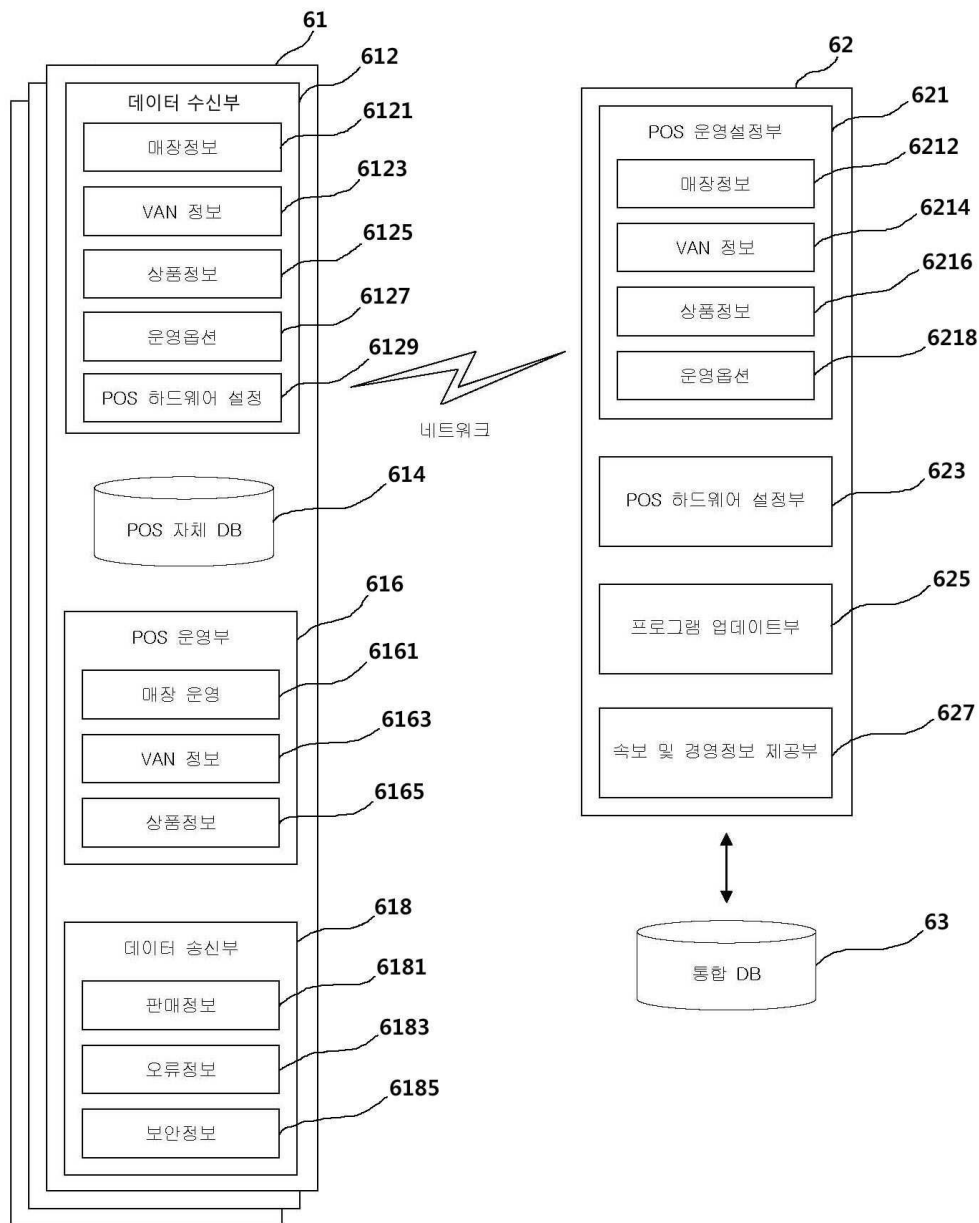 61
612
데이터 수신부
6121
매장정보
6123
VAN 정보
6125
상품정보
6127
운영옵션
6129
POS 하드웨어 설정
네트워크
614
POS 자체 DB
616
POS 운영부
6161
매장 운영
6163
VAN 정보
6165
상품정보
618
데이터 송신부
6181
판매정보
6183
오류정보
6185
보안정보
62
621
POS 운영설정부
6212
매장정보
6214
VAN 정보
6216
상품정보
6218
운영옵션
623
POS 하드웨어 설정부
625
프로그램 업데이트부
627
속보 및 경영정보 제공부
63
통합 DB